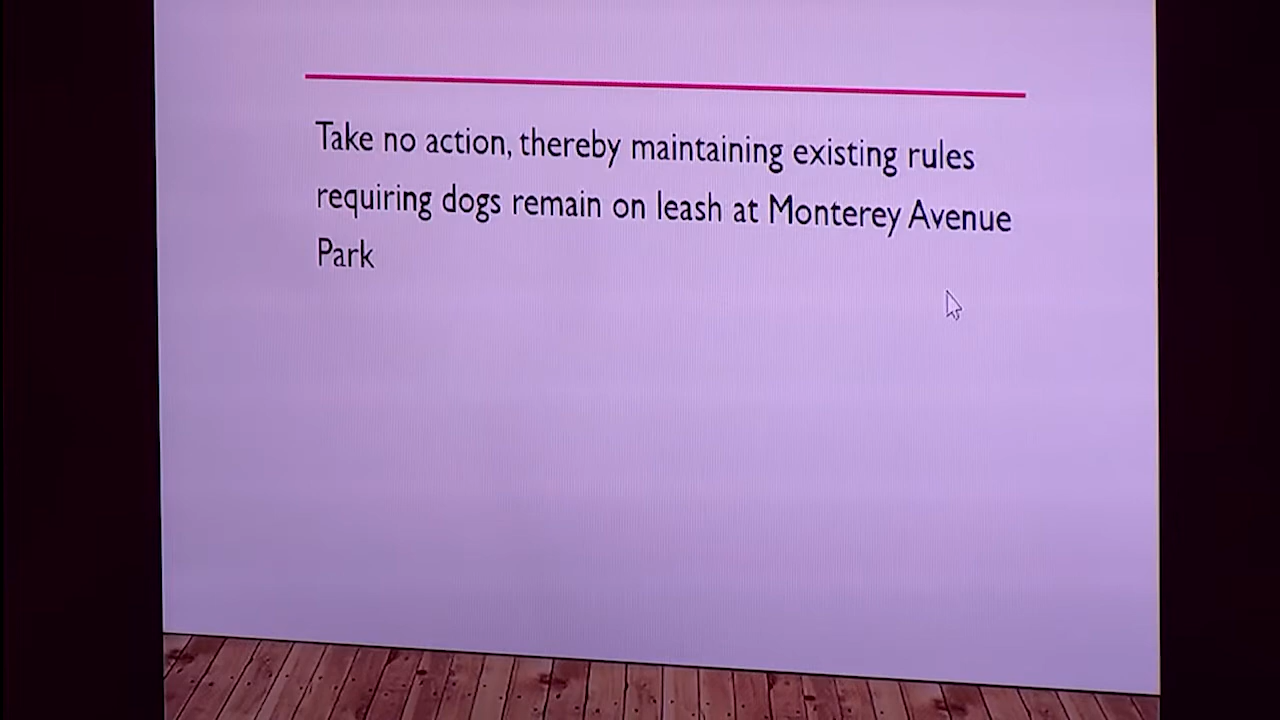 Take no action, thereby maintaining existing rules
requiring dogs remain on leash at Monterey Avenue
Park